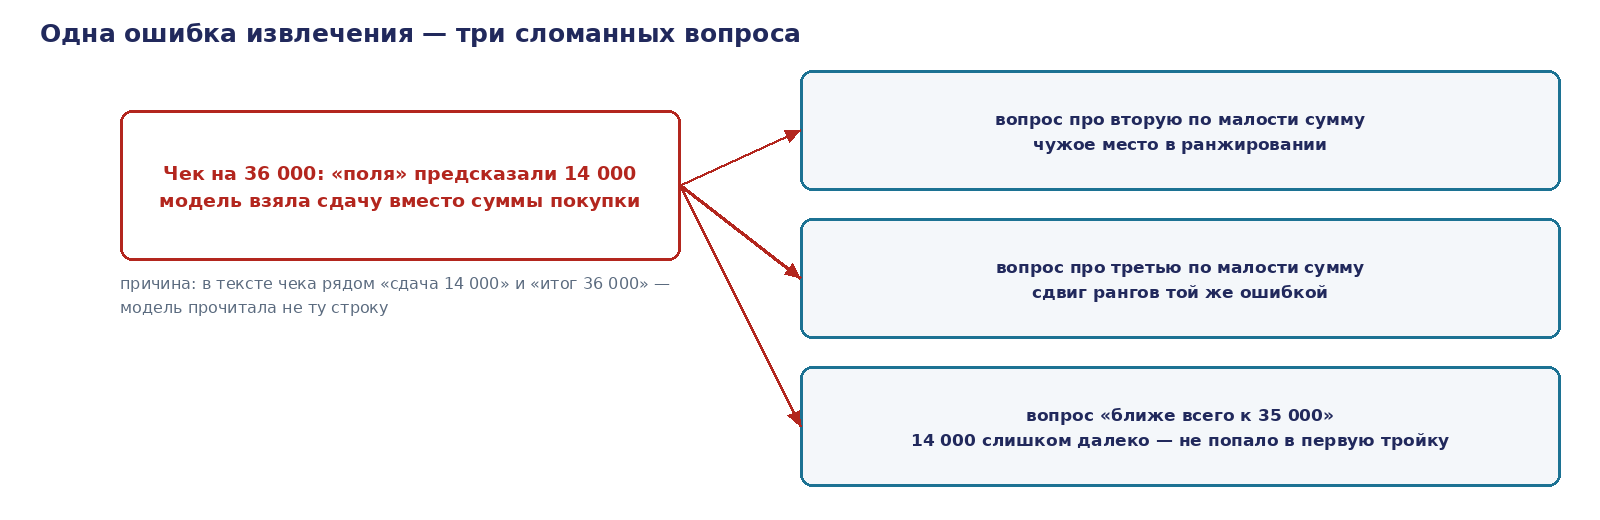 Одна ошибка извлечения — три сломанных вопроса
Чек на 36 000: «поля» предсказали 14 000
модель взяла сдачу вместо суммы покупки
причина: в тексте чека рядом «сдача 14 000» и «итог 36 000» —
модель прочитала не ту строку
вопрос про вторую по малости сумму
чужое место в ранжировании
вопрос про третью по малости сумму
сдвиг рангов той же ошибкой
вопрос «ближе всего к 35 000»
14 000 слишком далеко — не попало в первую тройку